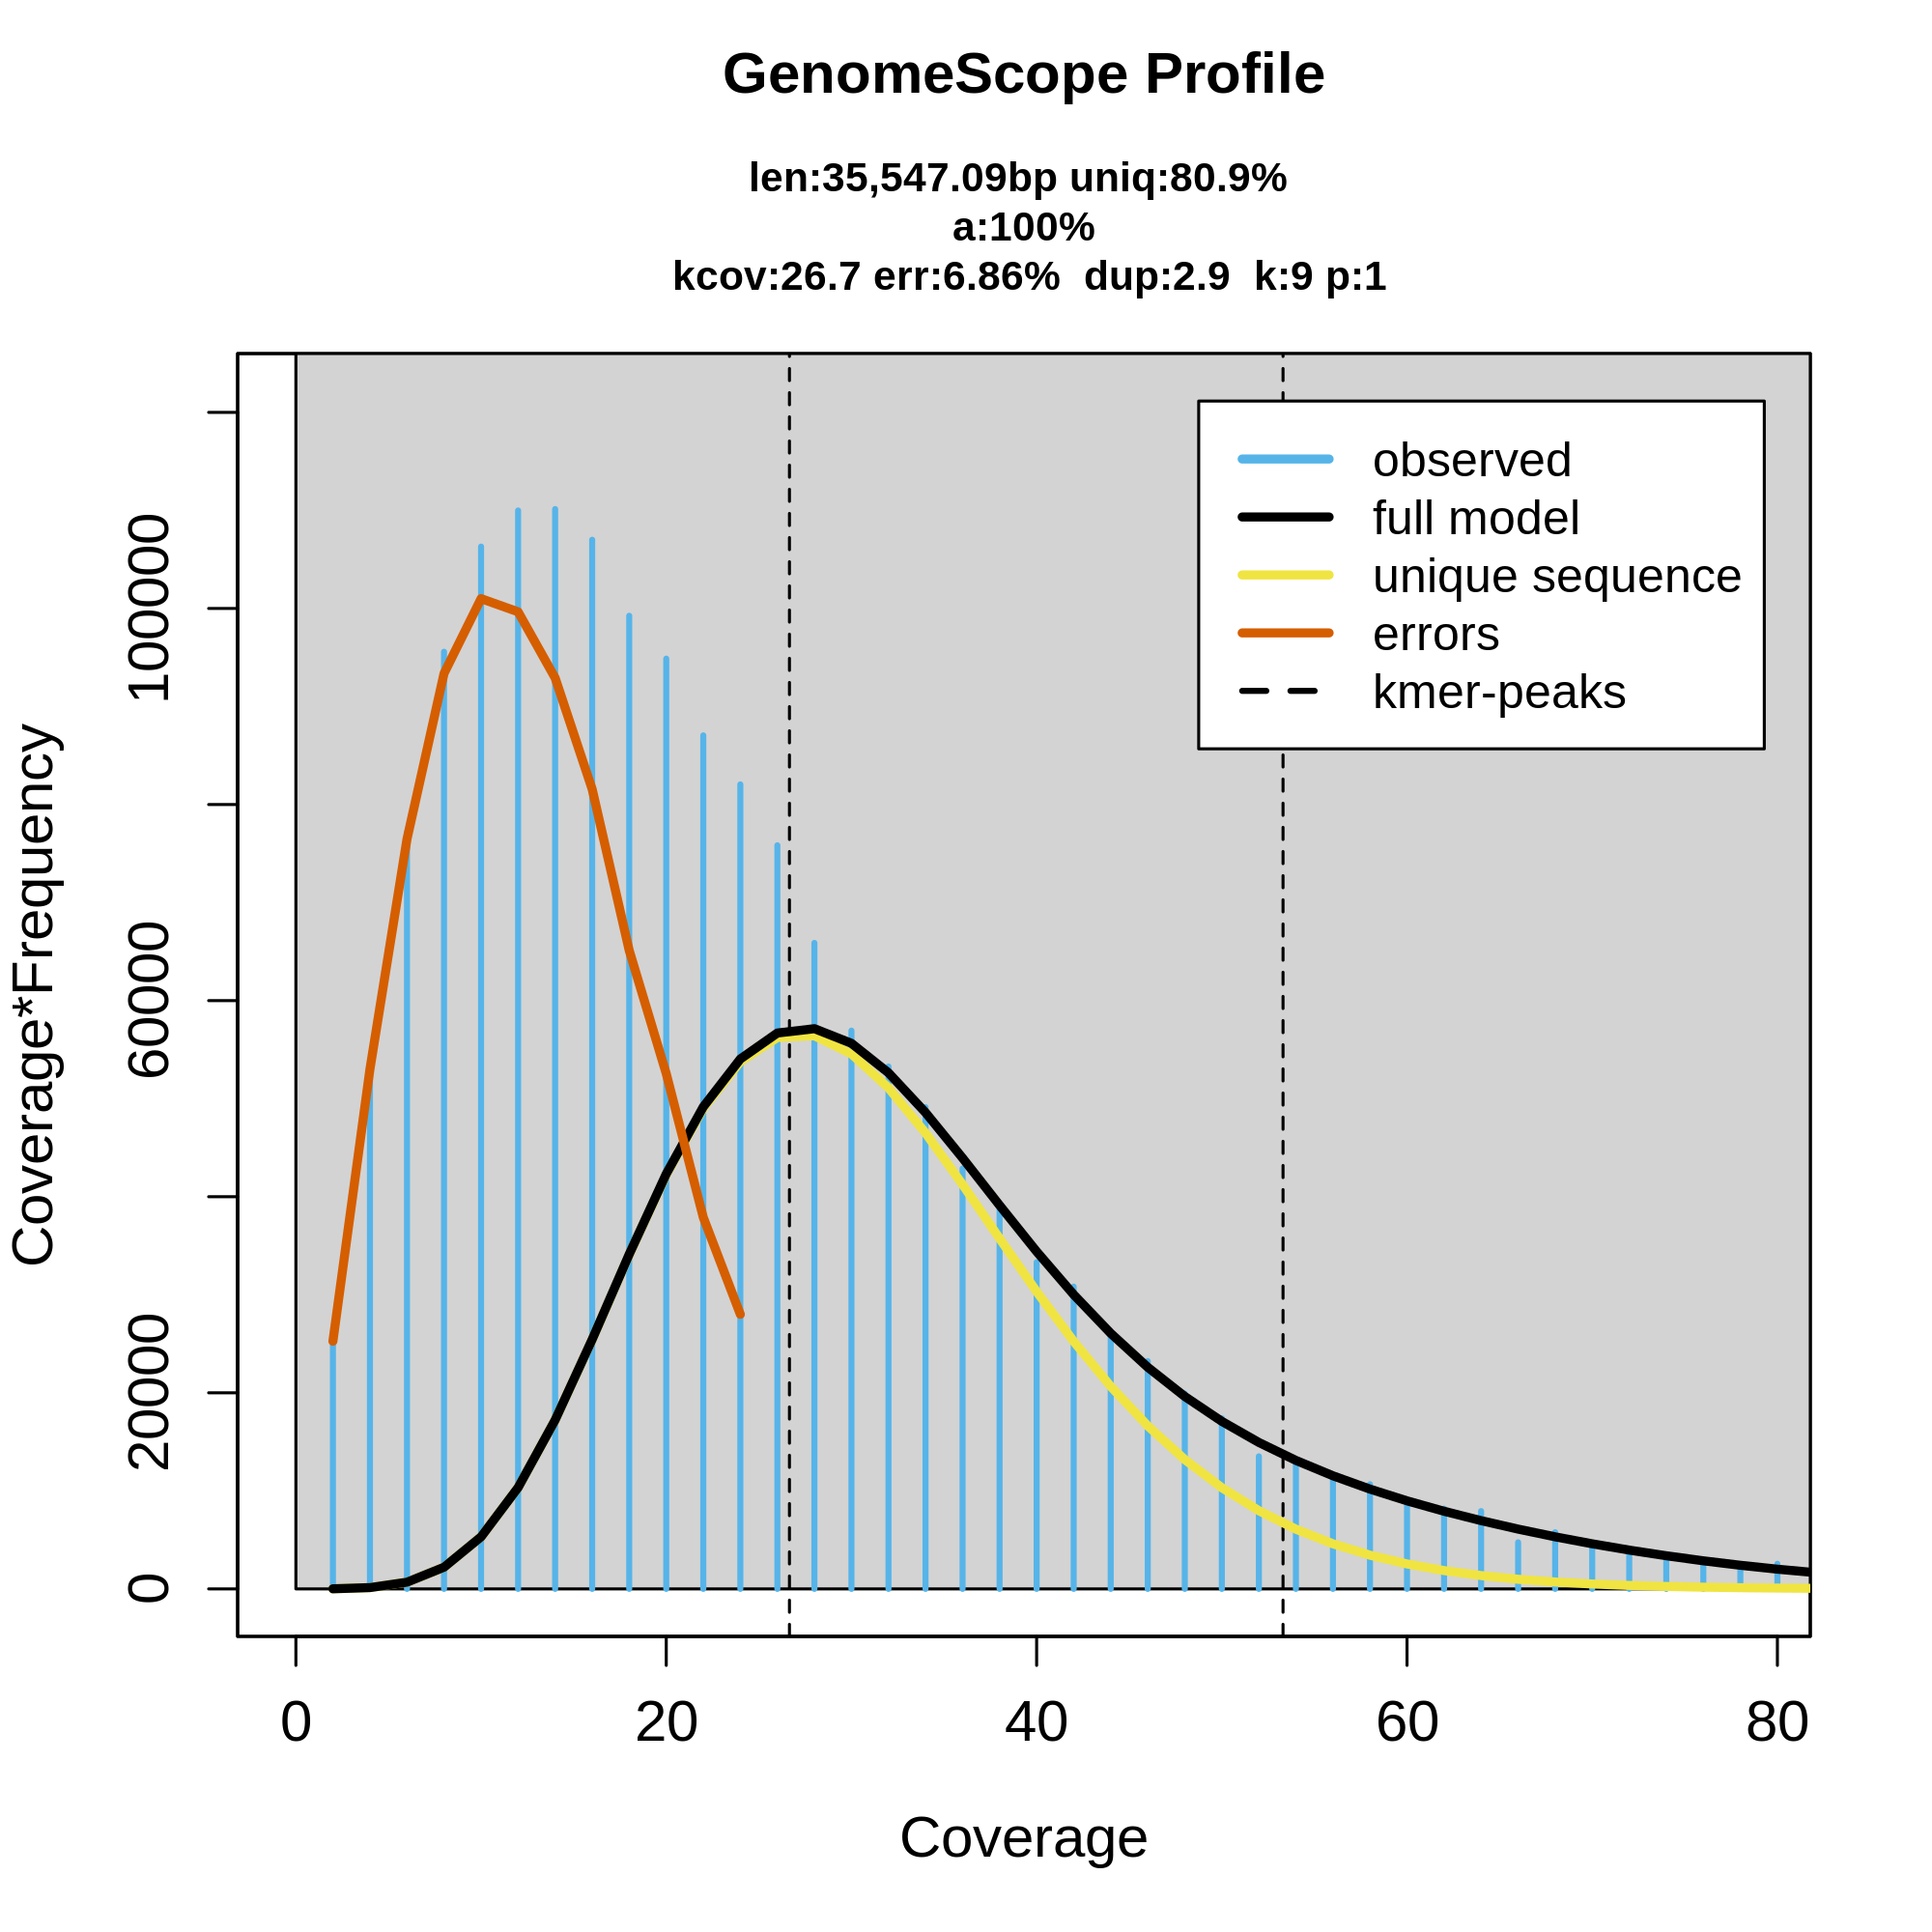 GenomeScope Profile
len:35,547.09bp uniq:80.9%
a:100%
kcov:26.7 err:6.86%  dup:2.9  k:9 p:1
observed
full model
unique sequence
errors
kmer-peaks
Coverage*Frequency
100000
60000
20000
0
0 20 40 60 80
Coverage